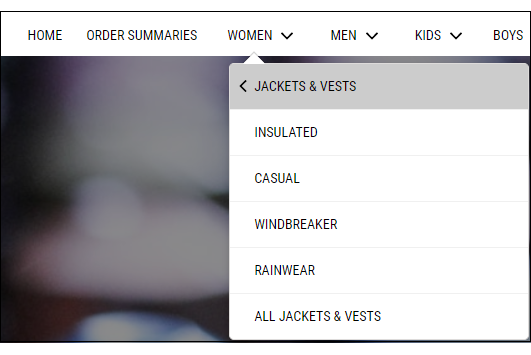 HOME ORDER SUMMARIES WOMEN MEN KIDS BOYS
JACKETS & VESTS
INSULATED
CASUAL
WINDBREAKER
RAINWEAR
ALL JACKETS & VESTS